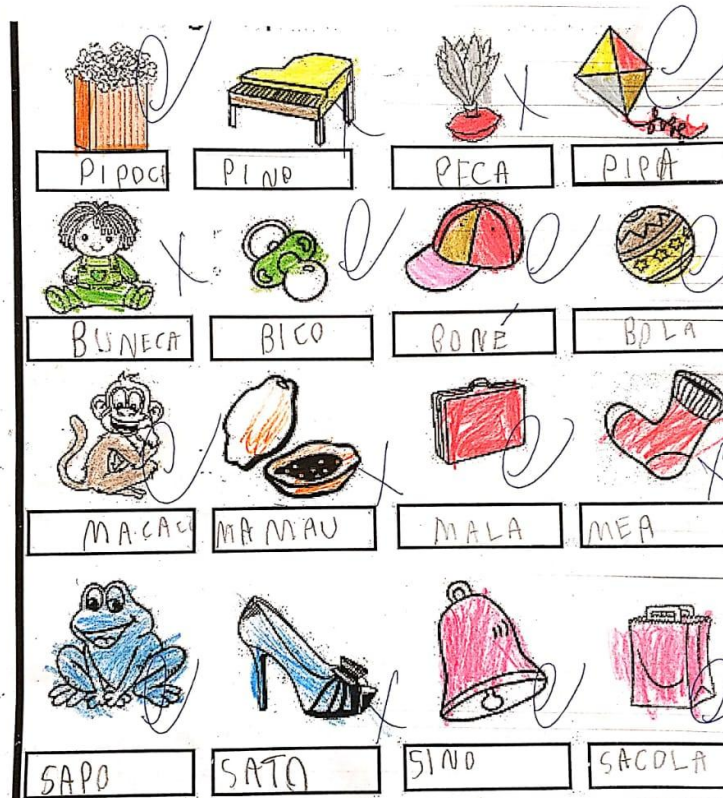 PIPOCA PINO PECA PIPA
BUNECA BICO BONÉ BOLA
MACACO MAMAU MALA MEA
SAPO SATO SINO SACOLA